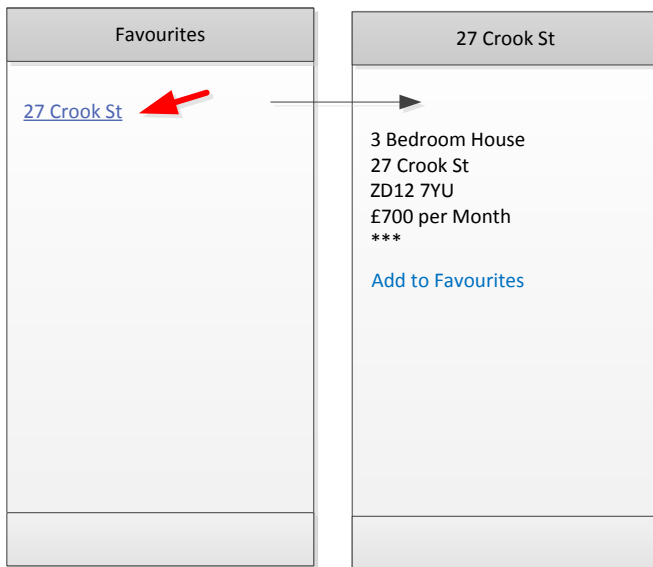 Favourites
27 Crook St
27 Crook St
3 Bedroom House
27 Crook St
ZD12 7YU
£700 per Month
***
Add to Favourites